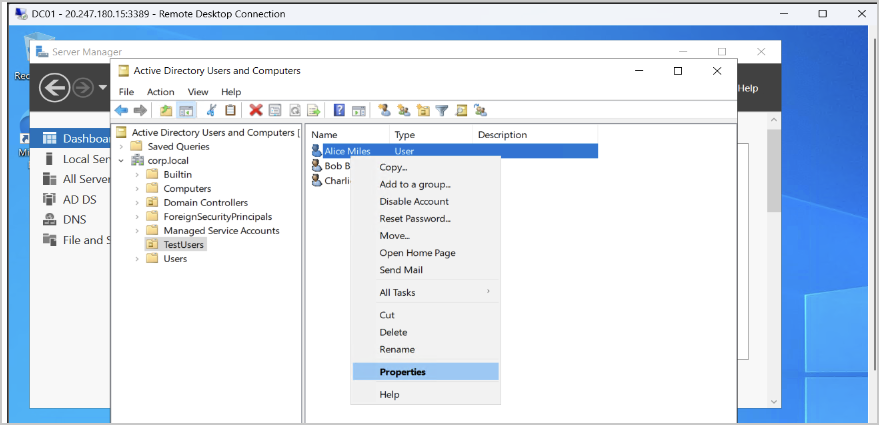 DC01 - 20.247.180.15:3389 - Remote Desktop Connection
Server Manager
Active Directory Users and Computers
File Action View Help
Help
Dashboa
Local Ser
All Server
AD DS
DNS
File and S
Active Directory Users and Computers [
Saved Queries
corp.local
Builtin
Computers
Domain Controllers
ForeignSecurityPrincipals
Managed Service Accounts
TestUsers
Users
Name Type Description
Alice Miles User
Bob B
Charli
Copy...
Add to a group...
Disable Account
Reset Password...
Move...
Open Home Page
Send Mail
All Tasks
Cut
Delete
Rename
Properties
Help